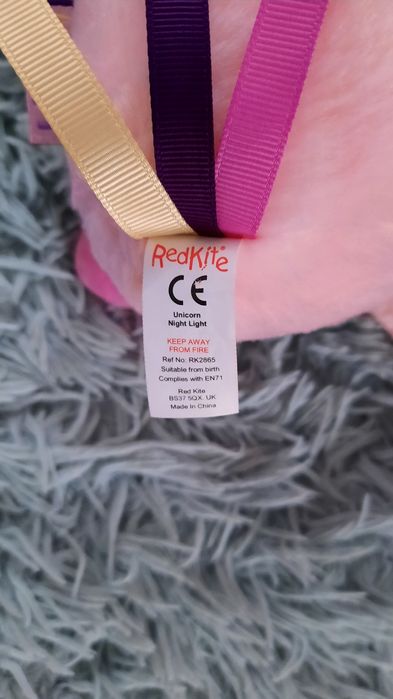 RedKite
CE
Unicorn
Night Light
KEEP AWAY
FROM FIRE
Ref No: RK2865
Suitable from birth
Complies with EN71
Red Kite
BS37 5QX. UK
Made In China